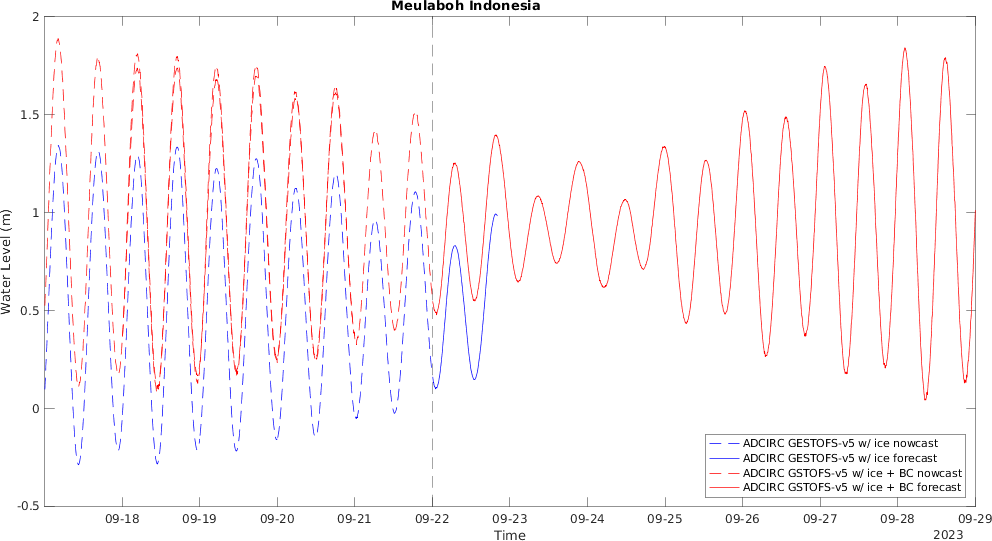 Meulaboh Indonesia
2
1.5
1
0.5
0
-0.5
Water Level (m)
ADCIRC GESTOFS-v5 w/ ice nowcast
ADCIRC GESTOFS-v5 w/ ice forecast
ADCIRC GSTOFS-v5 w/ ice + BC nowcast
ADCIRC GSTOFS-v5 w/ ice + BC forecast
09-18 09-19 09-20 09-21 09-22 09-23 09-24 09-25 09-26 09-27 09-28 09-29
Time
2023